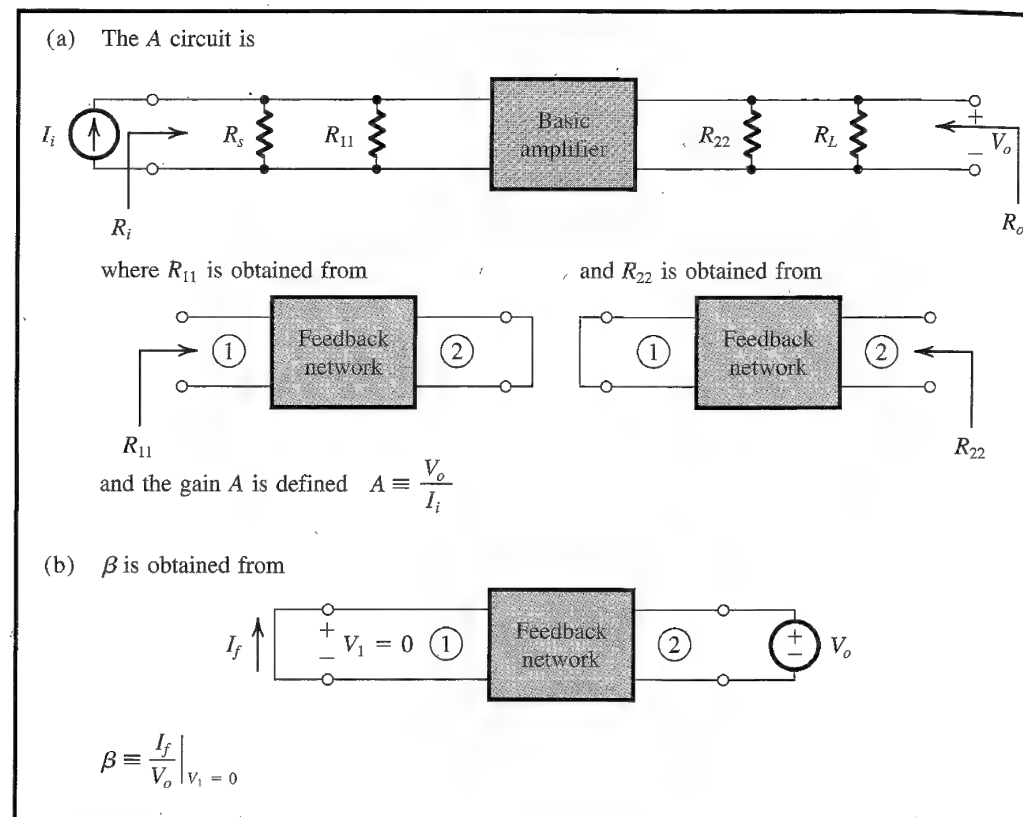 (a) The A circuit is
I_i
R_s
R_11
Basic
amplifier
R_22
R_L
+
V_o
−
R_i
R_o
where R_11 is obtained from
and R_22 is obtained from
1
Feedback
network
2
1
Feedback
network
2
R_11
R_22
and the gain A is defined A ≡ V_o / I_i
(b) β is obtained from
I_f
+
V_1 = 0
−
1
Feedback
network
2
+
−
V_o
β ≡ I_f / V_o |_{V_1 = 0}